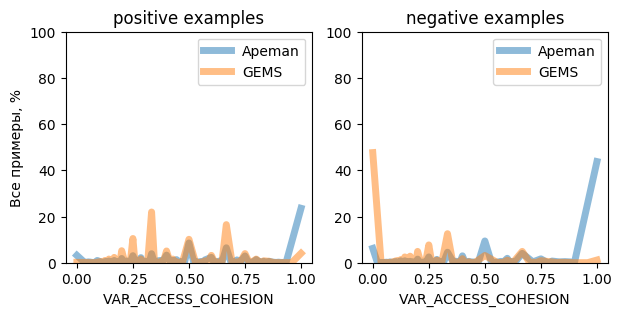 positive examples
negative examples
Все примеры, %
100
80
60
40
20
0
Apeman
GEMS
0.00 0.25 0.50 0.75 1.00
VAR_ACCESS_COHESION
100
80
60
40
20
0
Apeman
GEMS
0.00 0.25 0.50 0.75 1.00
VAR_ACCESS_COHESION